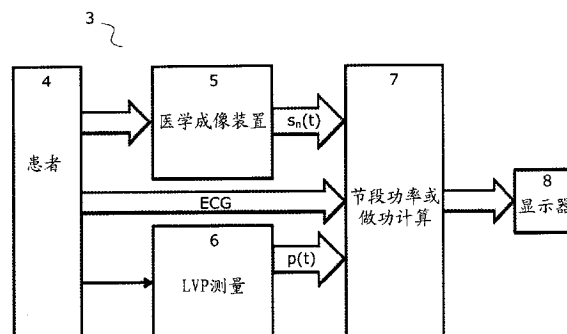 3
4
患者
5
医学成像装置
sn(t)
ECG
6
LVP测量
p(t)
7
节段功率或
做功计算
8
显示器